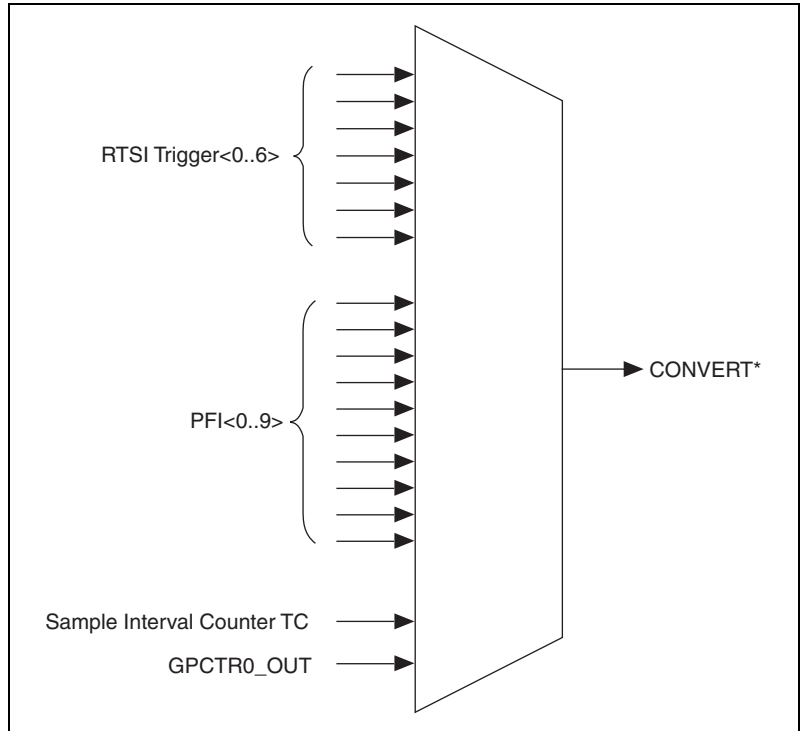 RTSI Trigger<0..6>
PFI<0..9>
CONVERT*
Sample Interval Counter TC
GPCTR0_OUT